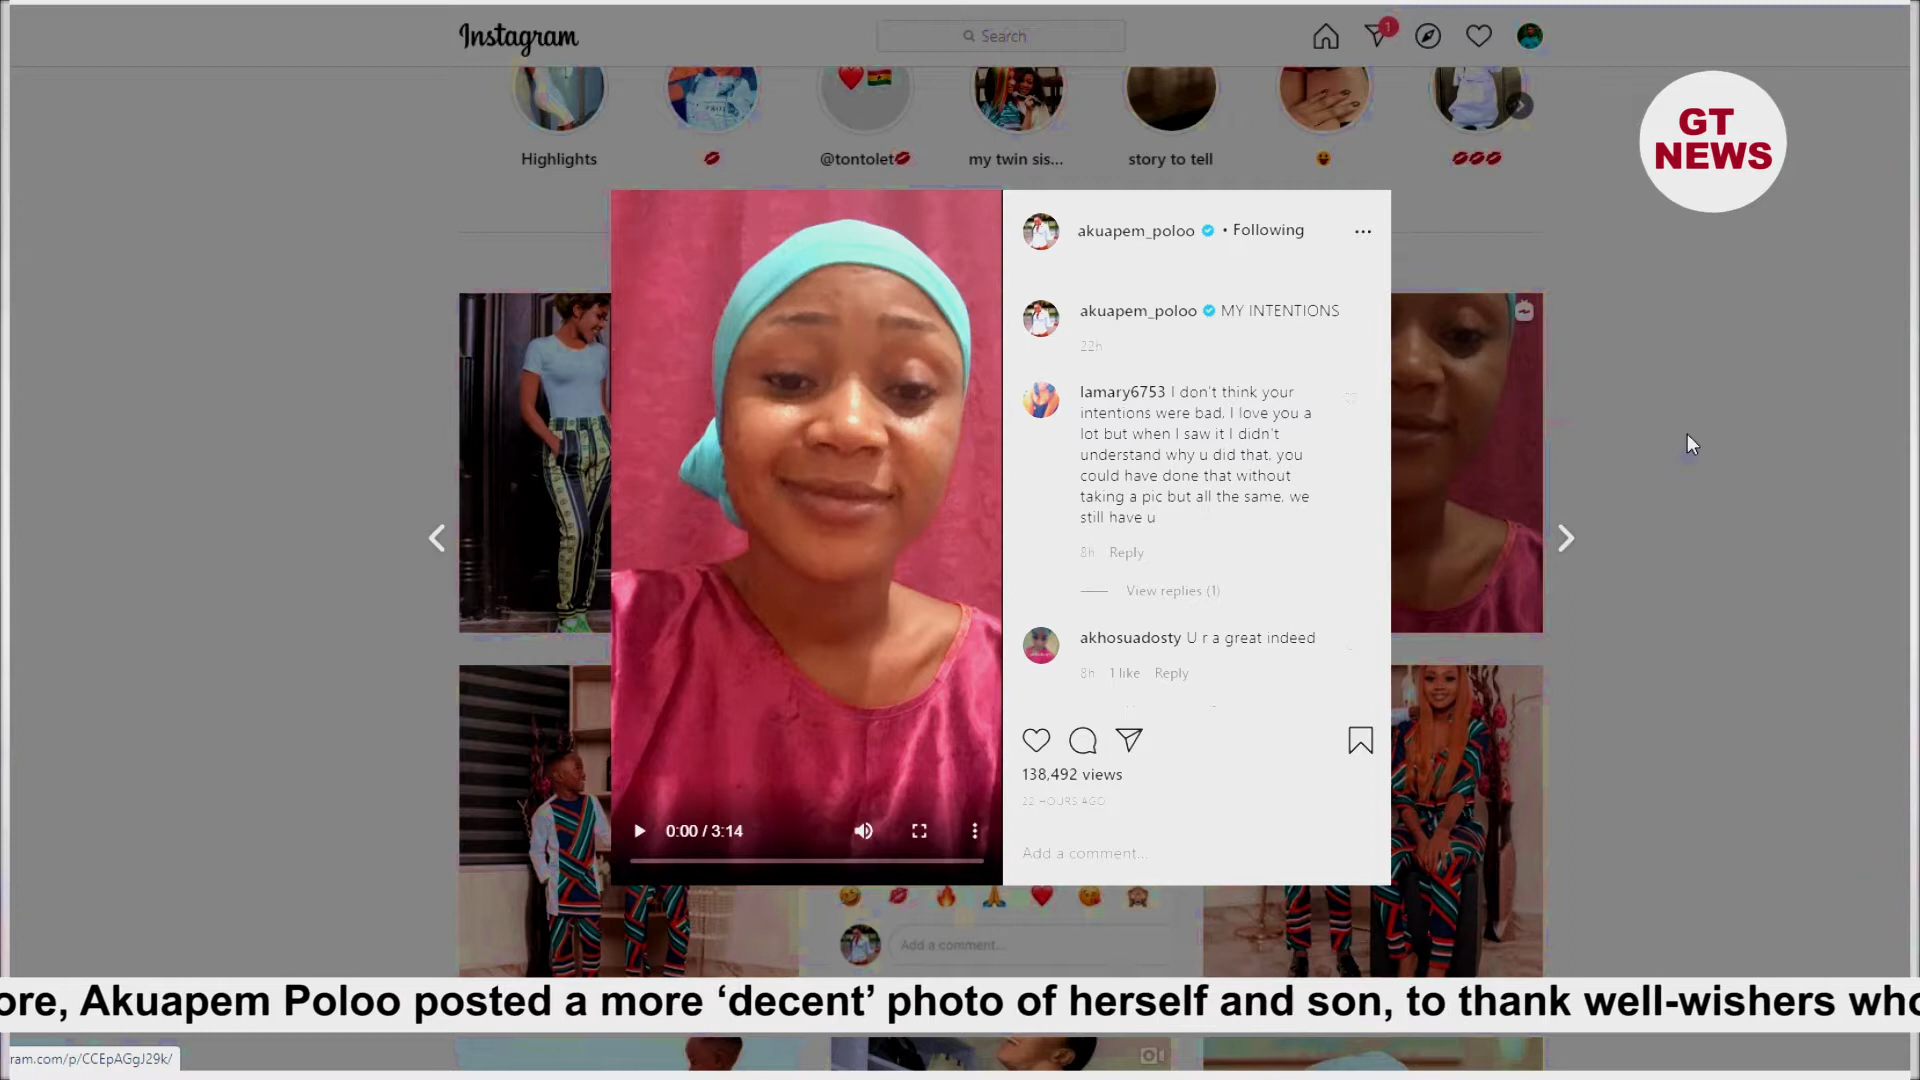 Instagram
Search
1
Highlights
@tontolet
my twin sis...
story to tell
GT
NEWS
akuapem_poloo • Following
akuapem_poloo MY INTENTIONS
22h
lamary6753 I don't think your
intentions were bad. I love you a
lot but when I saw it I didn't
understand why u did that. you
could have done that without
taking a pic but all the same, we
still have u
8h Reply
View replies (1)
akhosuadosty U r a great indeed
8h 1 like Reply
138,492 views
22 HOURS AGO
Add a comment...
0:00 / 3:14
Add a comment...
ore, Akuapem Poloo posted a more ‘decent’ photo of herself and son, to thank well-wishers who
ram.com/p/CCEpAGgJ29k/